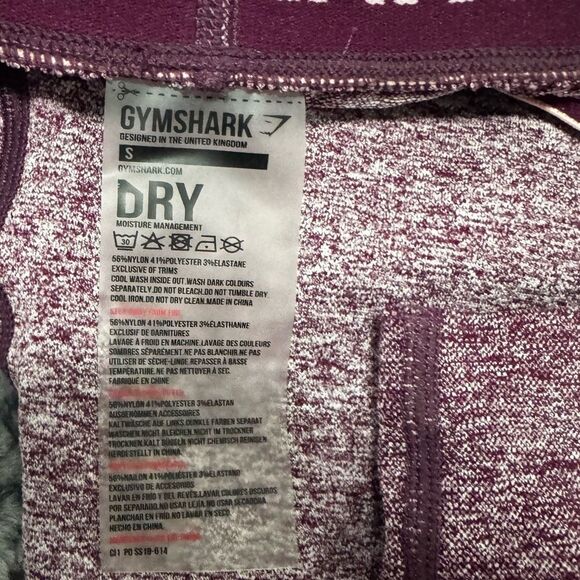 GYMSHARK
DESIGNED IN THE UNITED KINGDOM
S
GYMSHARK.COM
DRY
MOISTURE MANAGEMENT
30
56%NYLON 41%POLYESTER 3%ELASTANE
EXCLUSIVE OF TRIMS
COOL WASH INSIDE OUT.WASH DARK COLOURS
SEPARATELY.DO NOT BLEACH.DO NOT TUMBLE DRY
COOL IRON.DO NOT DRY CLEAN.MADE IN CHINA
KEEP AWAY FROM FIRE
56%NYLON 41%POLYESTER 3%ÉLASTHANNE
EXCLUSIF DE GARNITURES
LAVAGE À FROID EN MACHINE.LAVAGE DES COULEURS
SOMBRES SÉPARÉMENT.NE PAS BLANCHIR.NE PAS
UTILISER DE SÈCHE-LINGE.REPASSER À BASSE
TEMPÉRATURE.NE PAS NETTOYER À SEC.
FABRIQUÉ EN CHINE
56%NYLON 41%POLYESTER 3%ELASTAN
AUSGENOMMEN ACCESSOIRES
KALTWÄSCHE AUF LINKS.DUNKLE FARBEN SEPARAT
WASCHEN.NICHT BLEICHEN.NICHT IM TROCKNER
TROCKNEN.KALT BÜGELN.NICHT CHEMISCH REINIGEN
HERGESTELLT IN CHINA.
56%NAILON 41%POLIÉSTER 3%ELASTANO
EXCLUSIVO DE ACCESORIOS
LAVAR EN FRÍO Y DEL REVÉS.LAVAR COLORES OSCUROS
POR SEPARADO.NO USAR LEJÍA.NO USAR SECADORA
PLANCHAR EN FRÍO.NO LAVAR EN SECO
HECHO EN CHINA.